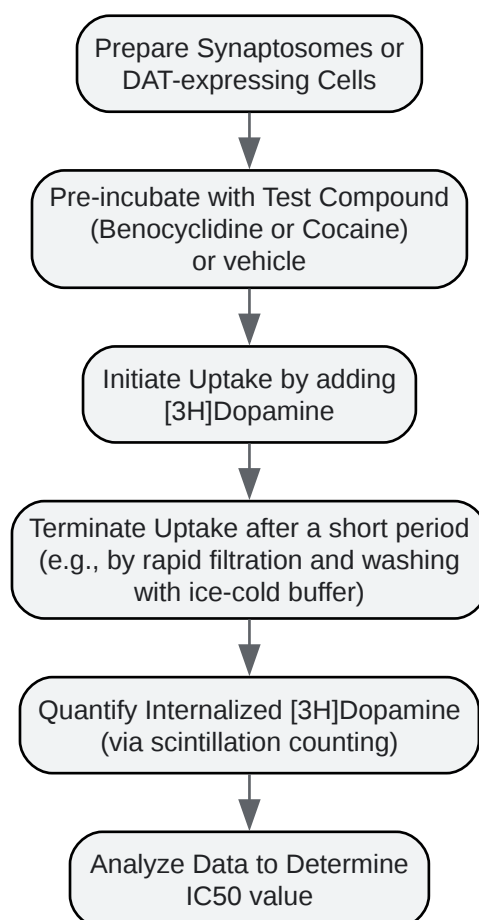 Prepare Synaptosomes or
DAT-expressing Cells
Pre-incubate with Test Compound
(Benocyclidine or Cocaine)
or vehicle
Initiate Uptake by adding
[3H]Dopamine
Terminate Uptake after a short period
(e.g., by rapid filtration and washing
with ice-cold buffer)
Quantify Internalized [3H]Dopamine
(via scintillation counting)
Analyze Data to Determine
IC50 value